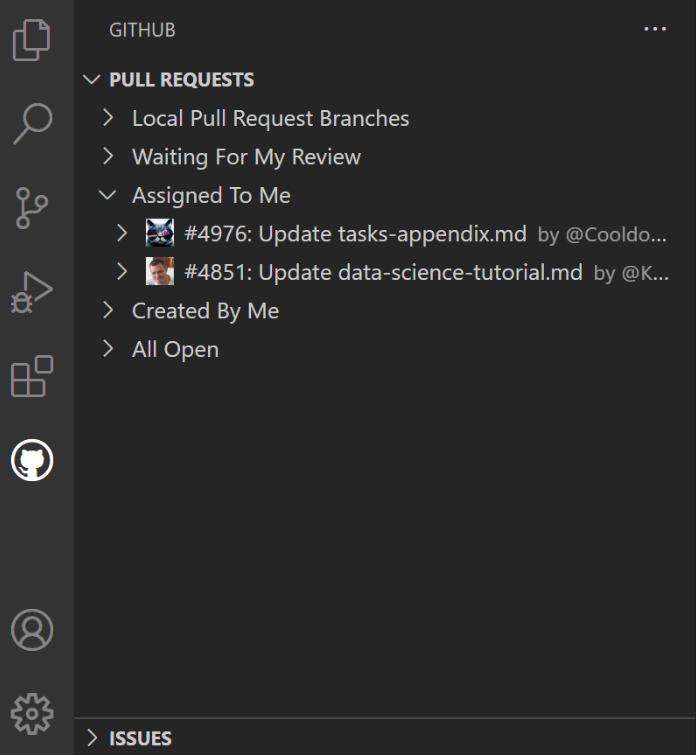 GITHUB
PULL REQUESTS
Local Pull Request Branches
Waiting For My Review
Assigned To Me
#4976: Update tasks-appendix.md by @Cooldo...
#4851: Update data-science-tutorial.md by @K...
Created By Me
All Open
ISSUES